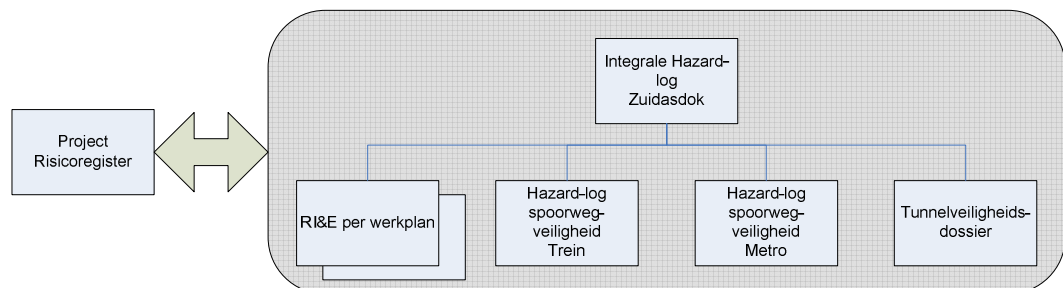 Integrale Hazard-
log
Zuidasdok
Project
Risicoregister
RI&E per werkplan
Hazard-log
spoorweg-
veiligheid
Trein
Hazard-log
spoorweg-
veiligheid
Metro
Tunnelveiligheids-
dossier